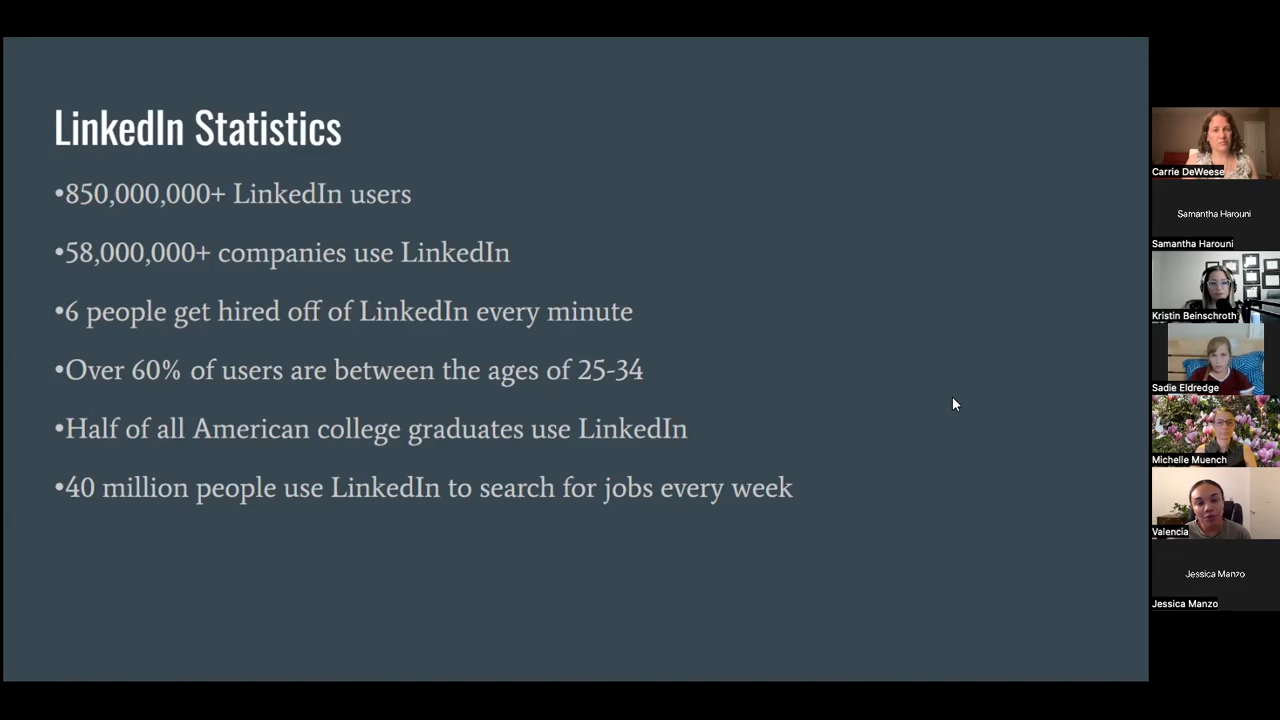 LinkedIn Statistics
•850,000,000+ LinkedIn users
•58,000,000+ companies use LinkedIn
•6 people get hired off of LinkedIn every minute
•Over 60% of users are between the ages of 25-34
•Half of all American college graduates use LinkedIn
•40 million people use LinkedIn to search for jobs every week
Carrie DeWeese
Samantha Harouni
Samantha Harouni
Kristin Beinschroth
Sadie Eldredge
Michelle Muench
Valencia
Jessica Manzo
Jessica Manzo